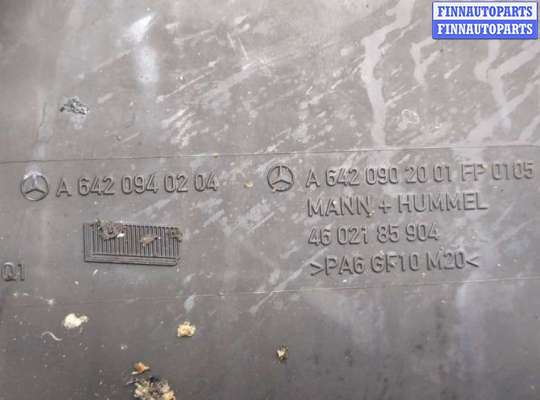 FINNAUTOPARTS
FINNAUTOPARTS
A 642 094 02 04
A 642 090 20 01 FP 0105
MANN + HUMMEL
46 021 85 904
>PA6 GF10 M20<
Q1